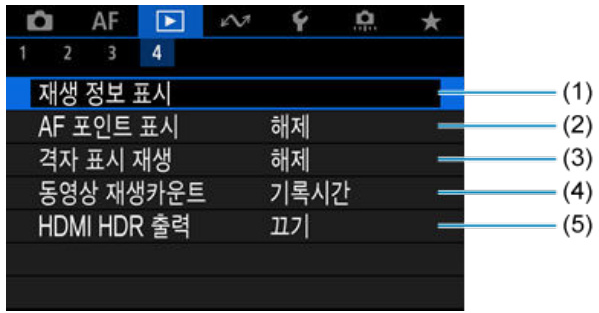 AF
1 2 3 4
재생 정보 표시 (1)
AF 포인트 표시 해제 (2)
격자 표시 재생 해제 (3)
동영상 재생카운트 기록시간 (4)
HDMI HDR 출력 끄기 (5)